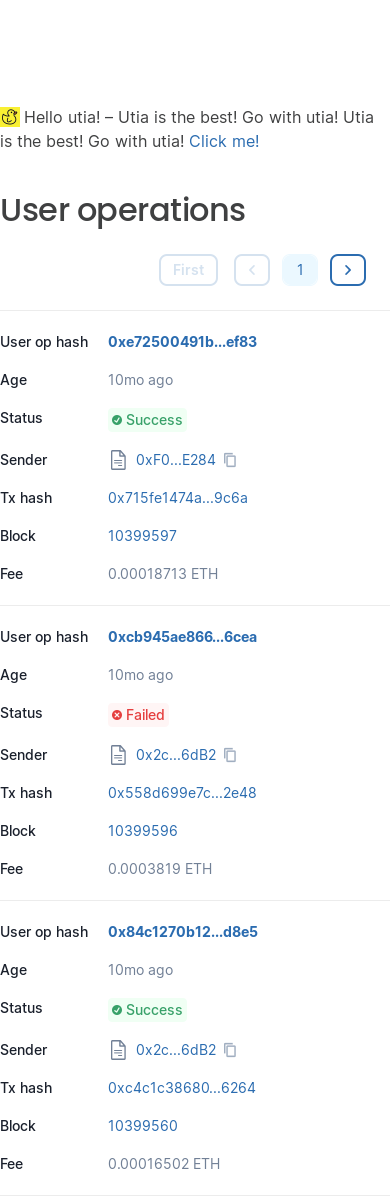 Hello utia! – Utia is the best! Go with utia! Utia
is the best! Go with utia! Click me!
User operations
First
1
User op hash 0xe72500491b...ef83
Age 10mo ago
Status Success
Sender 0xF0...E284
Tx hash 0x715fe1474a...9c6a
Block 10399597
Fee 0.00018713 ETH
User op hash 0xcb945ae866...6cea
Age 10mo ago
Status Failed
Sender 0x2c...6dB2
Tx hash 0x558d699e7c...2e48
Block 10399596
Fee 0.0003819 ETH
User op hash 0x84c1270b12...d8e5
Age 10mo ago
Status Success
Sender 0x2c...6dB2
Tx hash 0xc4c1c38680...6264
Block 10399560
Fee 0.00016502 ETH